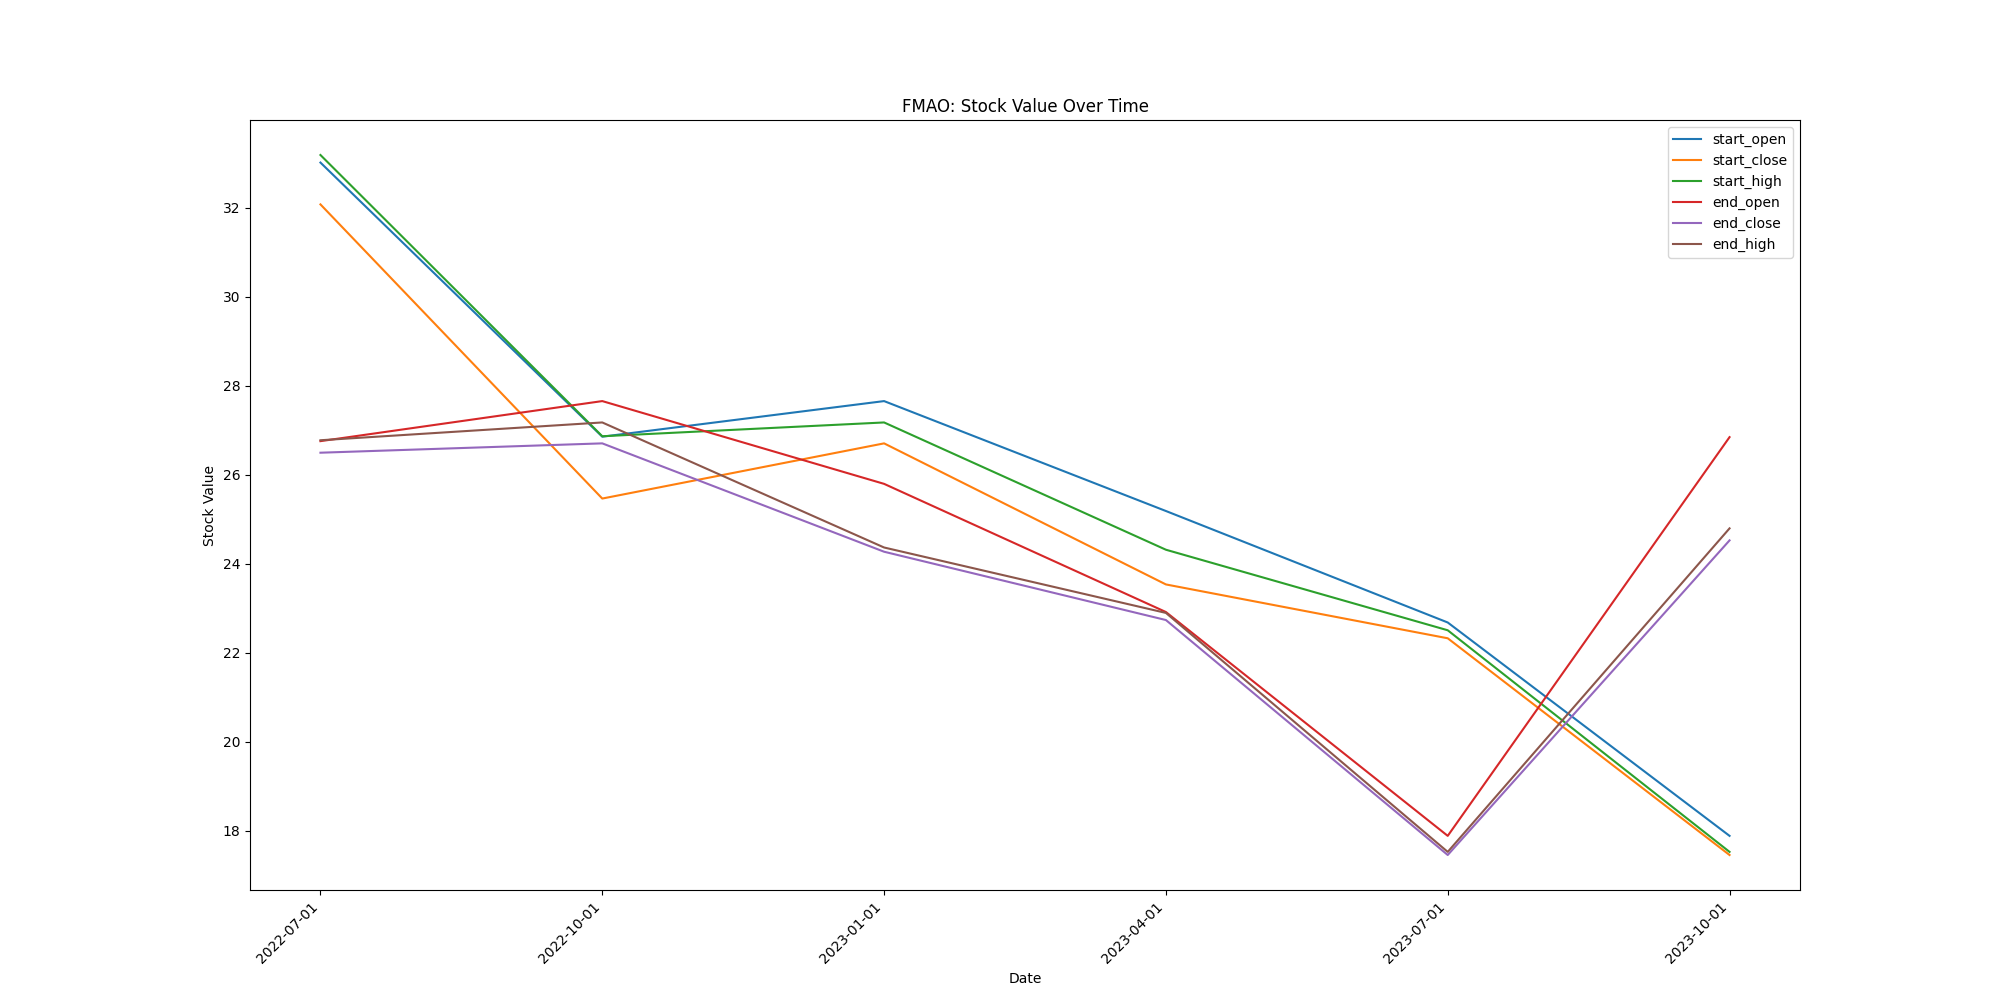 FMAO: Stock Value Over Time
start_open
start_close
start_high
end_open
end_close
end_high
Stock Value
32
30
28
26
24
22
20
18
2022-07-01
2022-10-01
2023-01-01
2023-04-01
2023-07-01
2023-10-01
Date